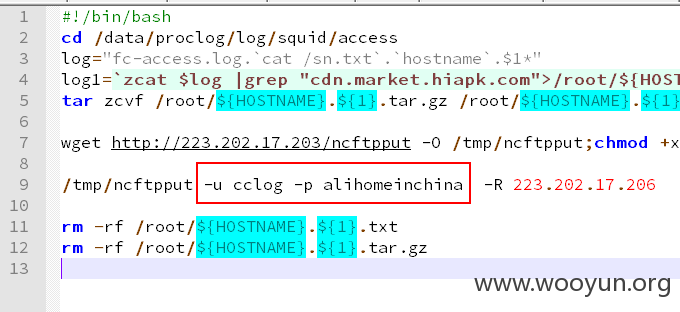 1 #!/bin/bash
2 cd /data/proclog/log/squid/access
3 log="fc-access.log.`cat /sn.txt`.`hostname`.$1*"
4 log1=`zcat $log |grep "cdn.market.hiapk.com">/root/${HOST
5 tar zcvf /root/${HOSTNAME}.${1}.tar.gz /root/${HOSTNAME}.${1}
6
7 wget http://223.202.17.203/ncftpput -O /tmp/ncftpput;chmod +x
8
9 /tmp/ncftpput -u cclog -p alihomeinchina -R 223.202.17.206
10
11 rm -rf /root/${HOSTNAME}.${1}.txt
12 rm -rf /root/${HOSTNAME}.${1}.tar.gz
13
www.wooyun.org